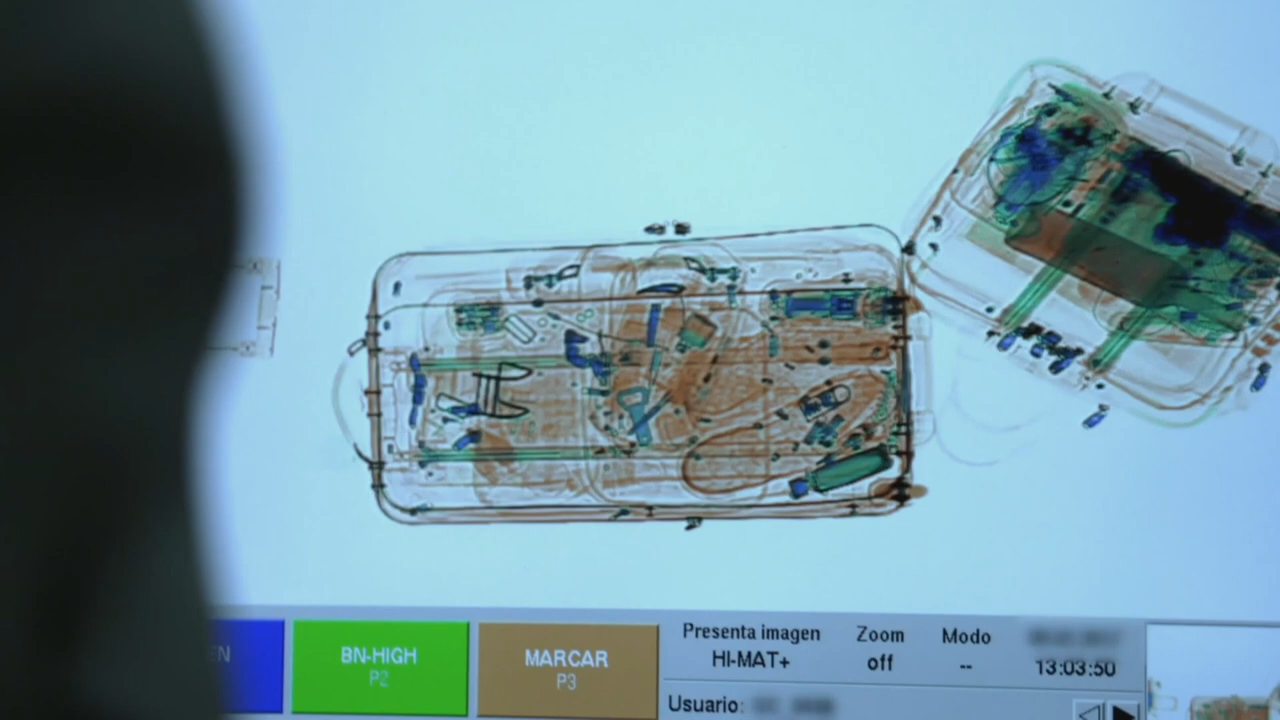 EN
BN-HIGH
P2
MARCAR
P3
Presenta imagen
HI-MAT+
Zoom
off
Modo
--
13:03:50
Usuario: